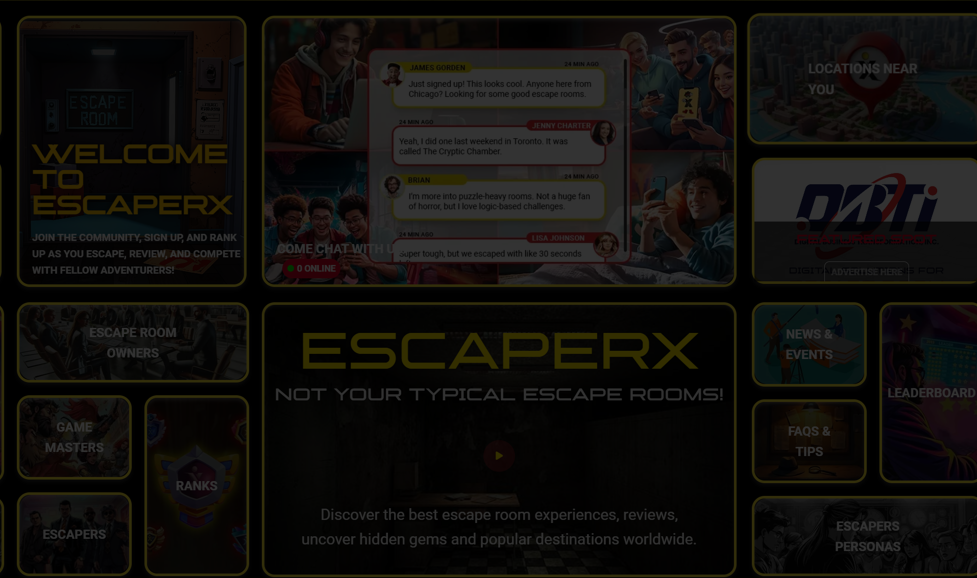 ESCAPE
ROOM
WELCOME
TO
ESCAPERX
JOIN THE COMMUNITY, SIGN UP, AND RANK
UP AS YOU ESCAPE, REVIEW, AND COMPETE
WITH FELLOW ADVENTURERS!
JAMES GORDEN
24 MIN AGO
Just signed up! This looks cool. Anyone here from
Chicago? Looking for some good escape rooms.
24 MIN AGO
JENNY CHARTER
Yeah, I did one last weekend in Toronto. It was
called The Cryptic Chamber.
BRIAN
24 MIN AGO
I'm more into puzzle-heavy rooms. Not a huge fan
of horror, but I love logic-based challenges.
24 MIN AGO
LISA JOHNSON
Super tough, but we escaped with like 30 seconds
COME CHAT WITH U
0 ONLINE
LOCATIONS NEAR
YOU
DBTi
ADVERTISE HERE
ESCAPE ROOM
OWNERS
GAME
MASTERS
RANKS
ESCAPERS
ESCAPERX
NOT YOUR TYPICAL ESCAPE ROOMS!
Discover the best escape room experiences, reviews,
uncover hidden gems and popular destinations worldwide.
NEWS &
EVENTS
LEADERBOARD
FAQS &
TIPS
ESCAPERS
PERSONAS